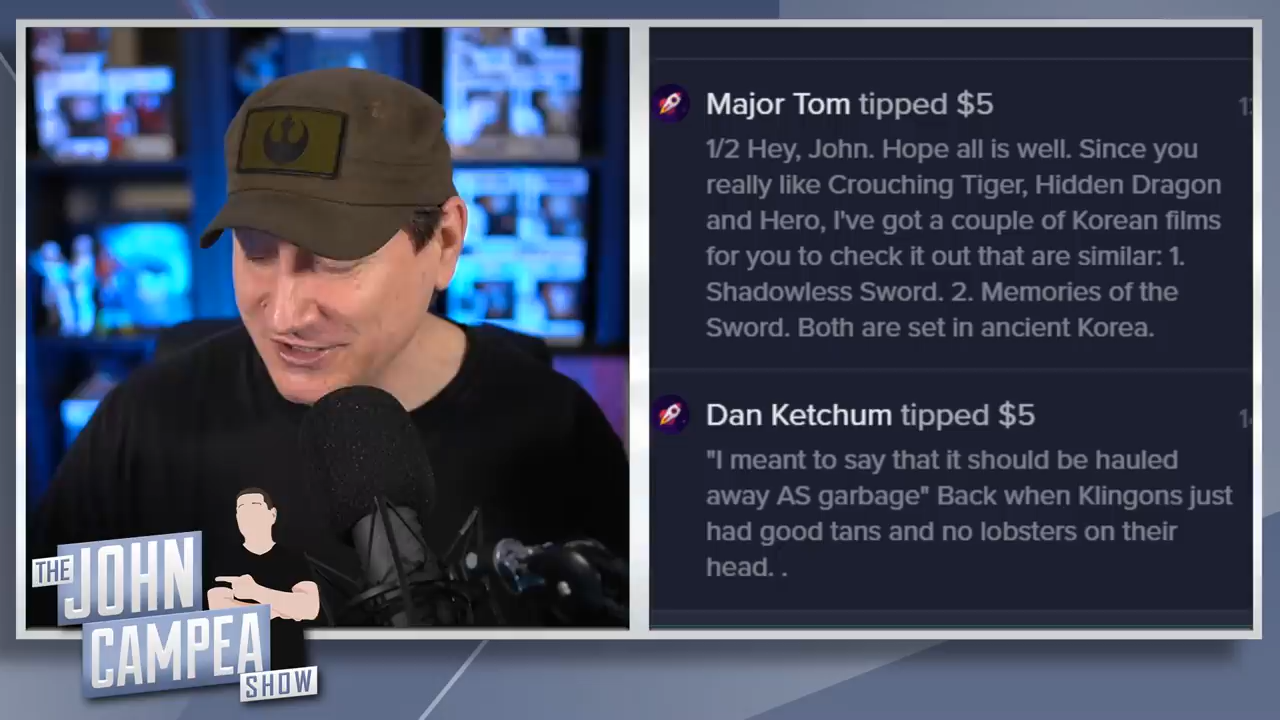 Major Tom tipped $5
1/2 Hey, John. Hope all is well. Since you
really like Crouching Tiger, Hidden Dragon
and Hero, I've got a couple of Korean films
for you to check it out that are similar: 1.
Shadowless Sword. 2. Memories of the
Sword. Both are set in ancient Korea.
Dan Ketchum tipped $5
"I meant to say that it should be hauled
away AS garbage" Back when Klingons just
had good tans and no lobsters on their
head. .
THE
JOHN
CAMPEA
SHOW